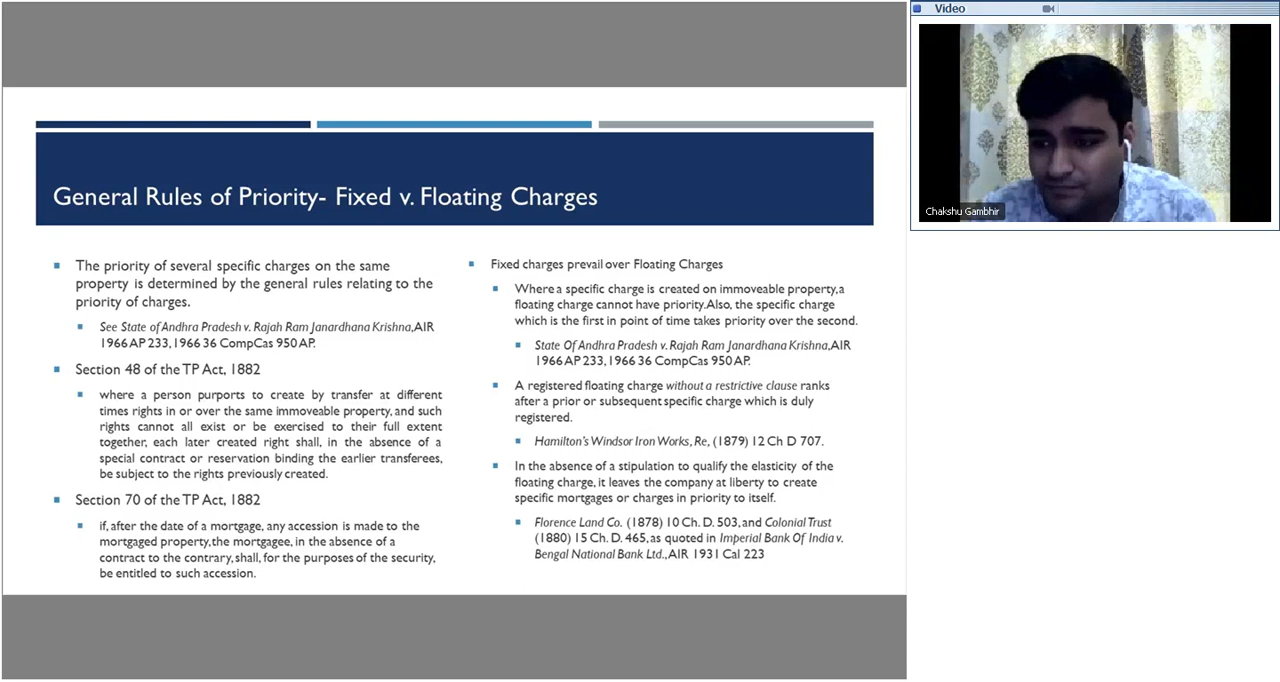 General Rules of Priority- Fixed v. Floating Charges
The priority of several specific charges on the same
property is determined by the general rules relating to the
priority of charges.
See State of Andhra Pradesh v. Rajah Ram Janardhana Krishna, AIR
1966 AP 233, 1966 36 CompCas 950 AP.
Section 48 of the TP Act, 1882
where a person purports to create by transfer at different
times rights in or over the same immoveable property, and such
rights cannot all exist or be exercised to their full extent
together, each later created right shall, in the absence of a
special contract or reservation binding the earlier transferees,
be subject to the rights previously created.
Section 70 of the TP Act, 1882
if, after the date of a mortgage, any accession is made to the
mortgaged property, the mortgagee, in the absence of a
contract to the contrary, shall, for the purposes of the security,
be entitled to such accession.
Fixed charges prevail over Floating Charges
Where a specific charge is created on immoveable property, a
floating charge cannot have priority. Also, the specific charge
which is the first in point of time takes priority over the second.
State Of Andhra Pradesh v. Rajah Ram Janardhana Krishna, AIR
1966 AP 233, 1966 36 CompCas 950 AP.
A registered floating charge without a restrictive clause ranks
after a prior or subsequent specific charge which is duly
registered.
Hamilton's Windsor Iron Works, Re, (1879) 12 Ch D 707.
In the absence of a stipulation to qualify the elasticity of the
floating charge, it leaves the company at liberty to create
specific mortgages or charges in priority to itself.
Florence Land Co. (1878) 10 Ch. D. 503, and Colonial Trust
(1880) 15 Ch. D. 465, as quoted in Imperial Bank Of India v.
Bengal National Bank Ltd., AIR 1931 Cal 223
Video
Chakshu Gambhir